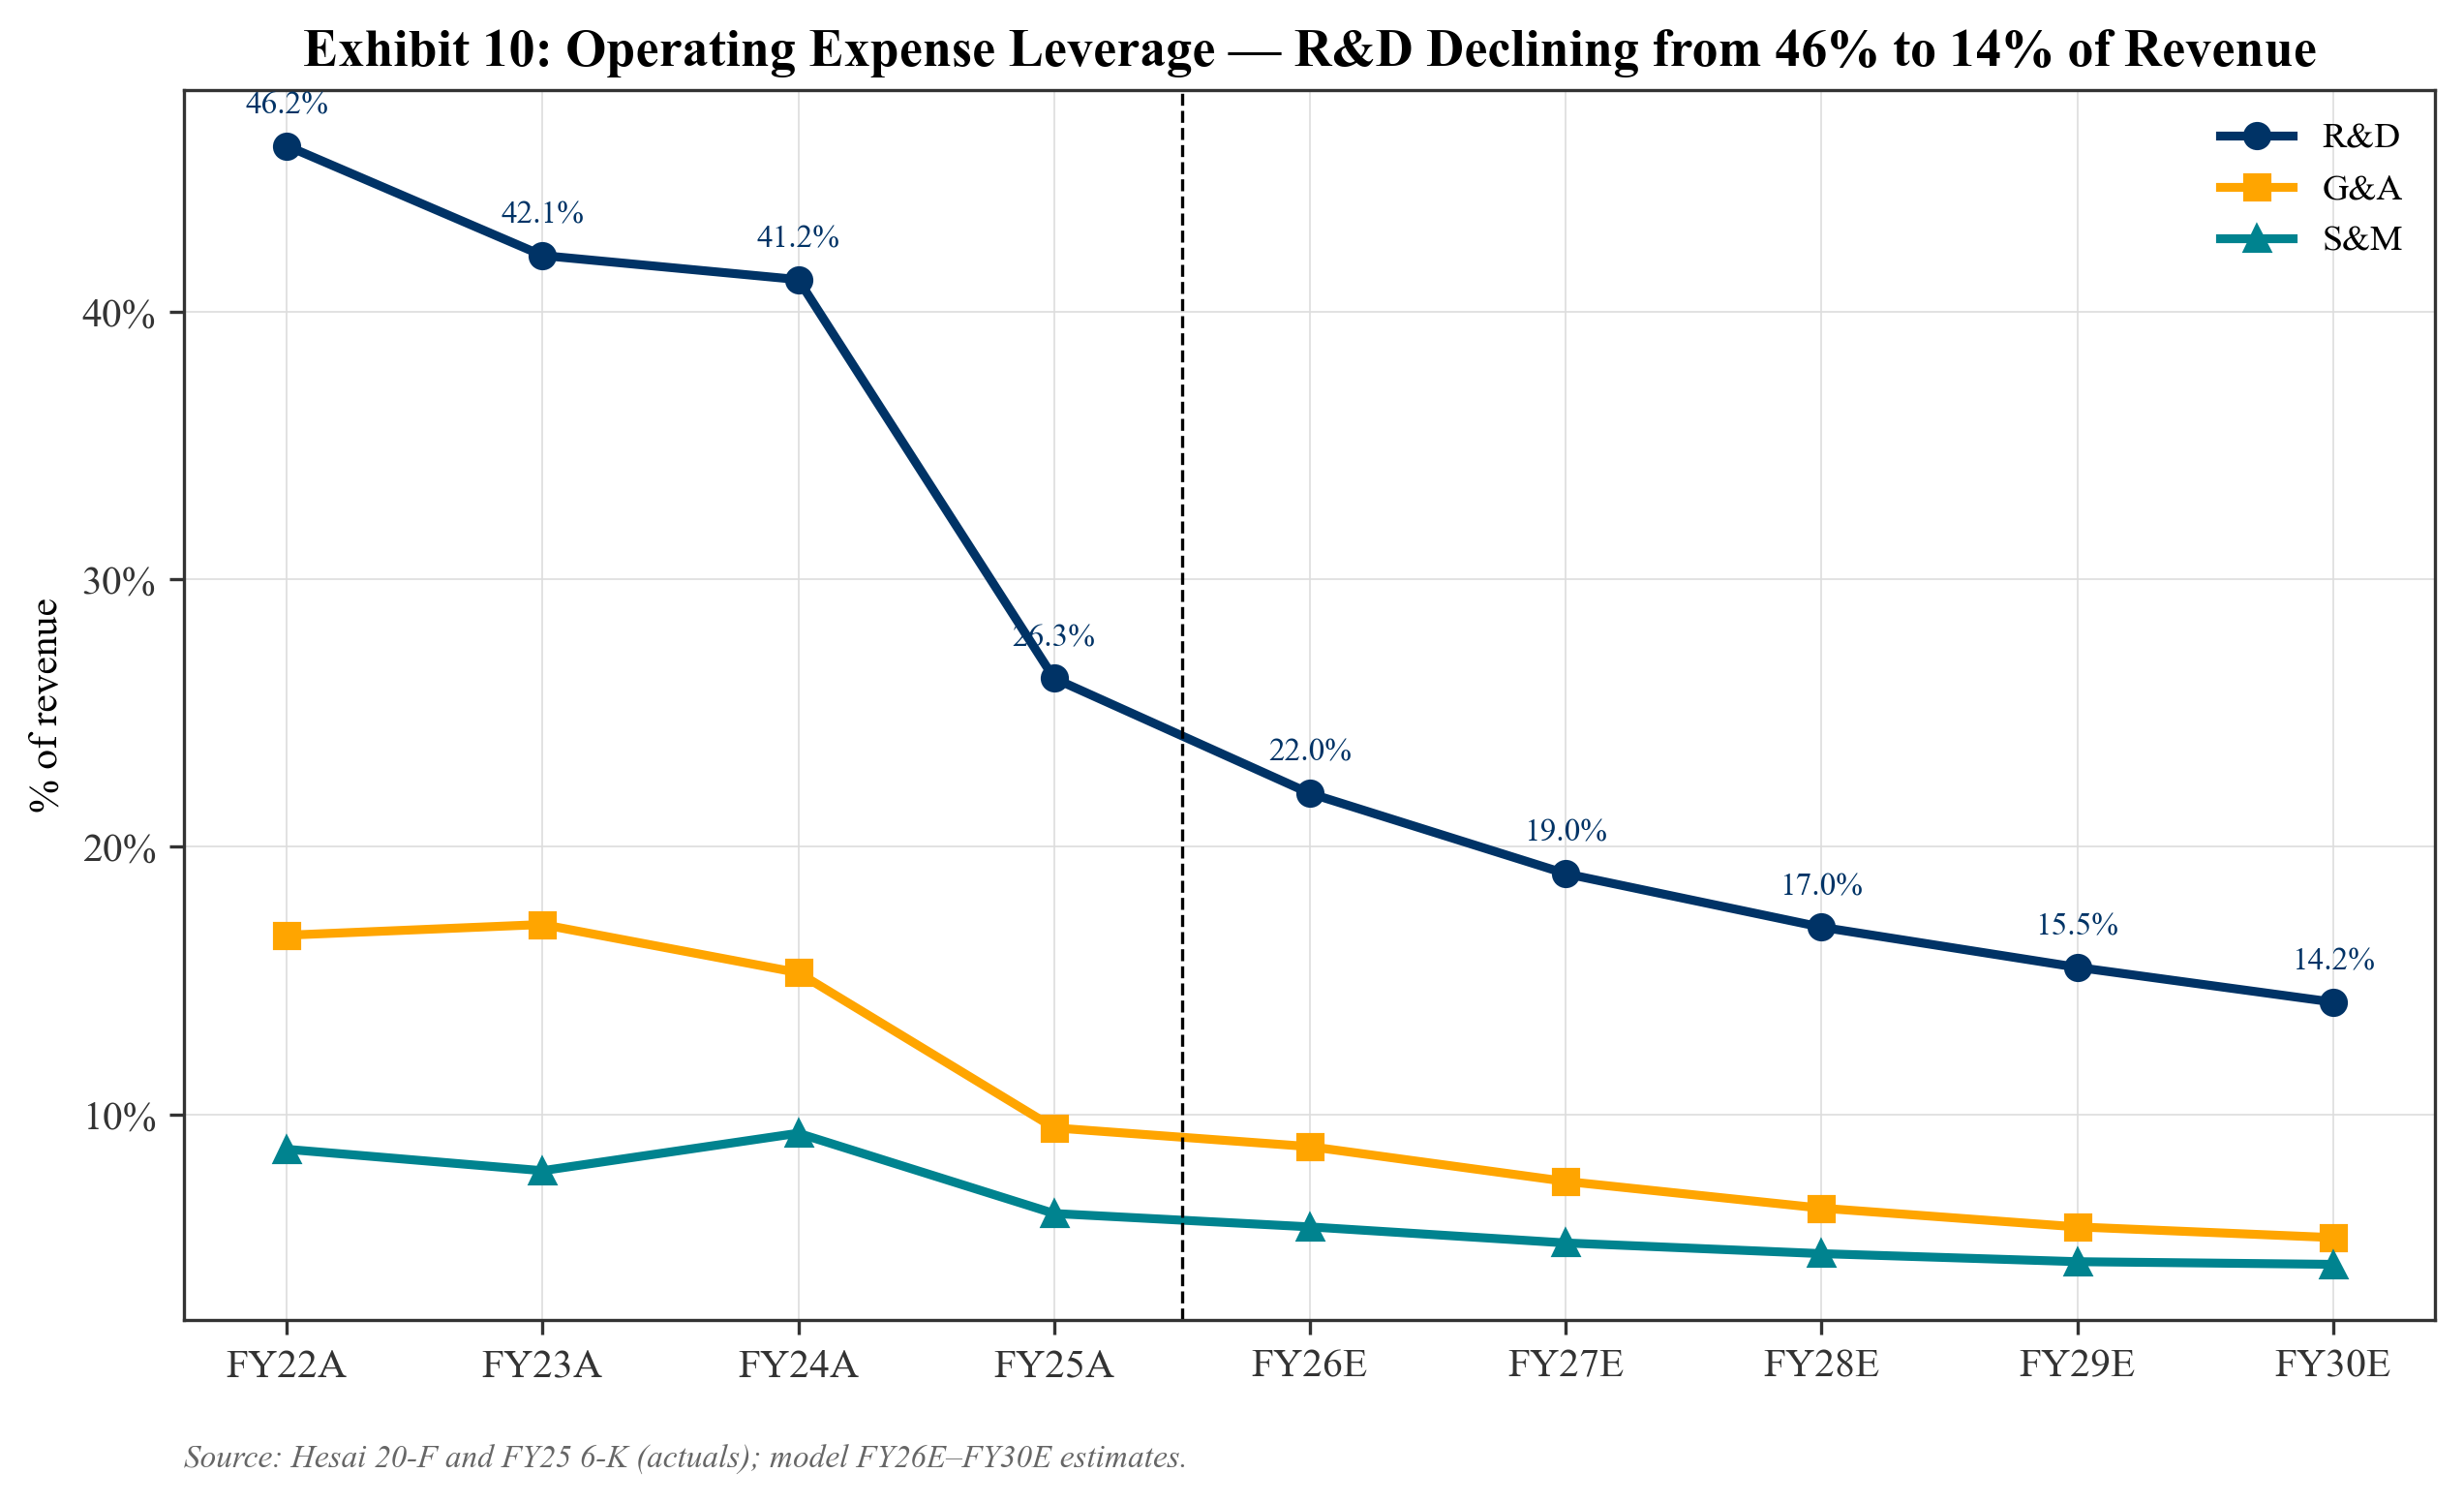 Exhibit 10: Operating Expense Leverage — R&D Declining from 46% to 14% of Revenue
46.2%
42.1%
41.2%
26.3%
22.0%
19.0%
17.0%
15.5%
14.2%
R&D
G&A
S&M
% of revenue
40%
30%
20%
10%
FY22A FY23A FY24A FY25A FY26E FY27E FY28E FY29E FY30E
Source: Hesai 20-F and FY25 6-K (actuals); model FY26E–FY30E estimates.